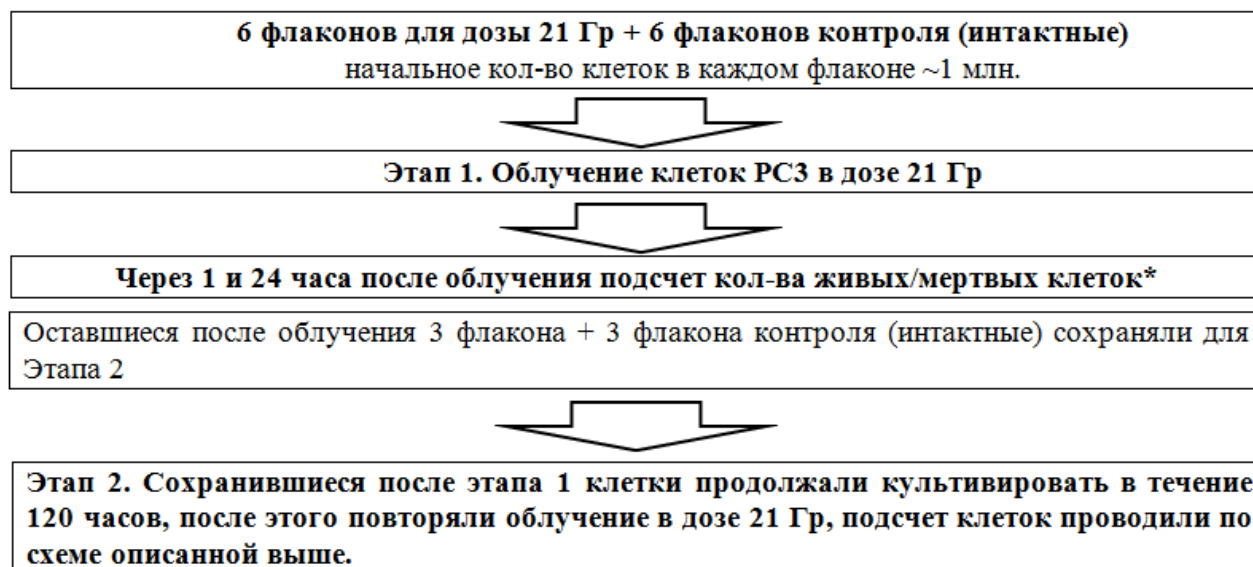 6 флаконов для дозы 21 Гр + 6 флаконов контроля (интактные)
начальное кол-во клеток в каждом флаконе ~1 млн.
Этап 1. Облучение клеток PC3 в дозе 21 Гр
Через 1 и 24 часа после облучения подсчет кол-ва живых/мертвых клеток*
Оставшиеся после облучения 3 флакона + 3 флакона контроля (интактные) сохраняли для
Этапа 2
Этап 2. Сохранившиеся после этапа 1 клетки продолжали культивировать в течение
120 часов, после этого повторяли облучение в дозе 21 Гр, подсчет клеток проводили по
схеме описанной выше.